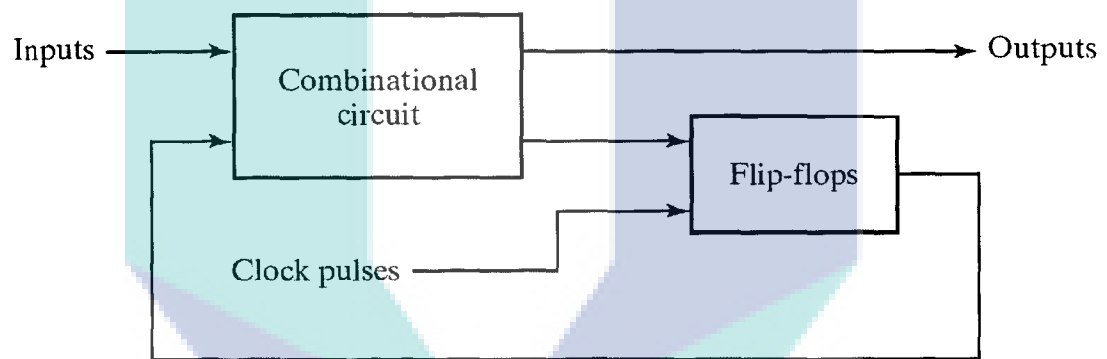 Inputs
Combinational
circuit
Outputs
Flip-flops
Clock pulses